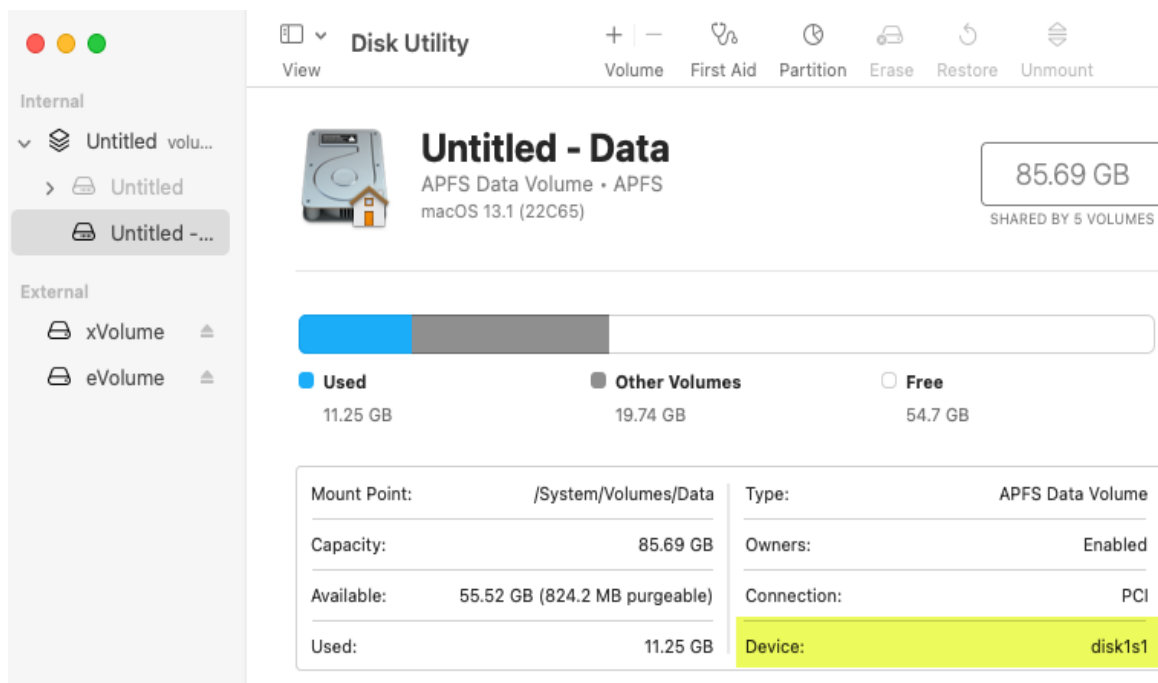 Disk Utility
View
Volume
First Aid
Partition
Erase
Restore
Unmount
Internal
Untitled volu...
Untitled
Untitled -...
External
xVolume
eVolume
Untitled - Data
APFS Data Volume • APFS
macOS 13.1 (22C65)
85.69 GB
SHARED BY 5 VOLUMES
Used
11.25 GB
Other Volumes
19.74 GB
Free
54.7 GB
Mount Point: /System/Volumes/Data
Capacity: 85.69 GB
Available: 55.52 GB (824.2 MB purgeable)
Used: 11.25 GB
Type: APFS Data Volume
Owners: Enabled
Connection: PCI
Device: disk1s1